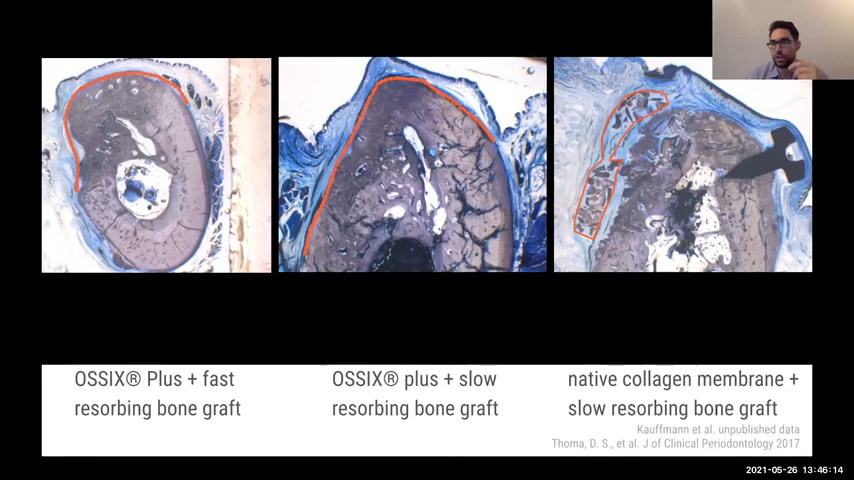 OSSIX® Plus + fast
resorbing bone graft
OSSIX® plus + slow
resorbing bone graft
native collagen membrane +
slow resorbing bone graft
Kauffmann et al. unpublished data
Thoma, D. S., et al. J of Clinical Periodontology 2017
2021-05-26 13:46:14